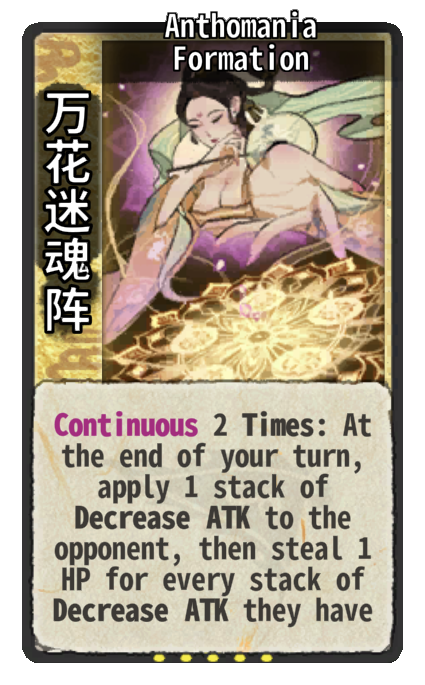 Anthomania
Formation
万花迷魂阵
Continuous 2 Times: At
the end of your turn,
apply 1 stack of
Decrease ATK to the
opponent, then steal 1
HP for every stack of
Decrease ATK they have